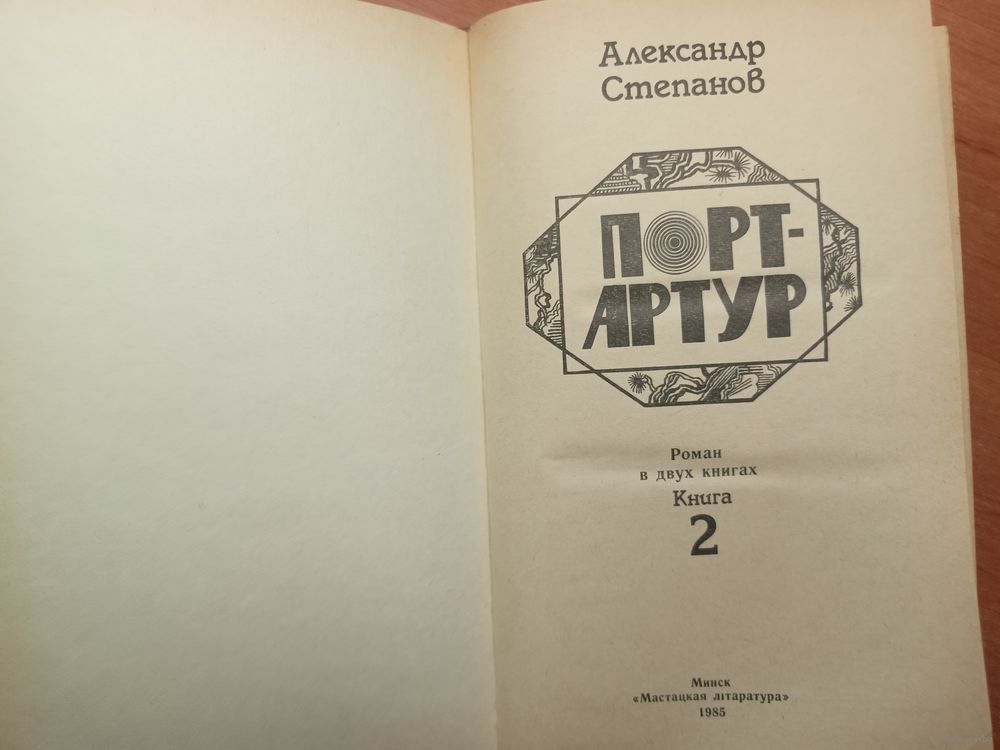 Александр
Степанов
ПОРТ-
АРТУР
Роман
в двух книгах
Книга
2
Минск
«Мастацкая літаратура»
1985